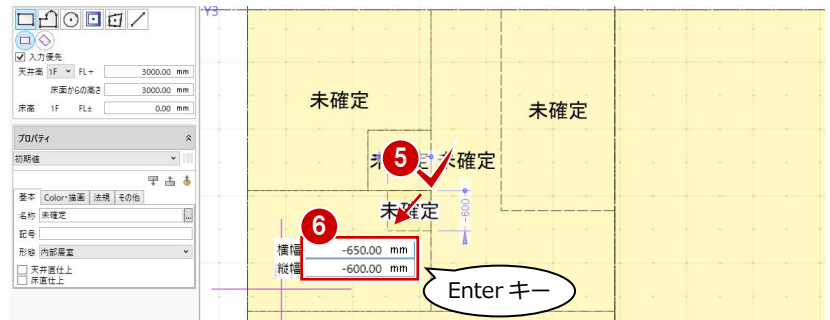 入力優先
天井高 1F FL+ 3000.00 mm
床面からの高さ 3000.00 mm
床高 1F FL± 0.00 mm
プロパティ
初期値
基本 Color・描画 法規 その他
名称 未確定 ...
記号
形態 内部居室
天井直仕上
床直仕上
Y3
未確定
未確定
5
未確定
未確定
-600
6
横幅 -650.00 mm
縦幅 -600.00 mm
Enter キー